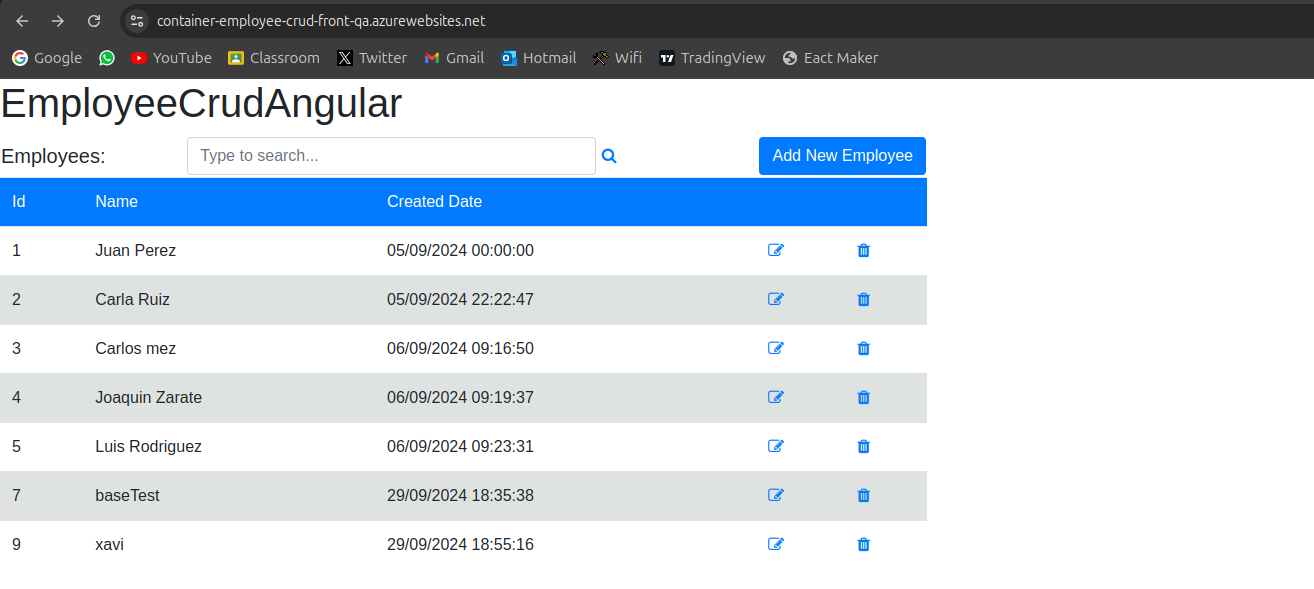 container-employee-crud-front-qa.azurewebsites.net
Google YouTube Classroom Twitter Gmail Hotmail Wifi TradingView Eact Maker
EmployeeCrudAngular
Employees: Type to search... Add New Employee
Id Name Created Date
1 Juan Perez 05/09/2024 00:00:00
2 Carla Ruiz 05/09/2024 22:22:47
3 Carlos mez 06/09/2024 09:16:50
4 Joaquin Zarate 06/09/2024 09:19:37
5 Luis Rodriguez 06/09/2024 09:23:31
7 baseTest 29/09/2024 18:35:38
9 xavi 29/09/2024 18:55:16